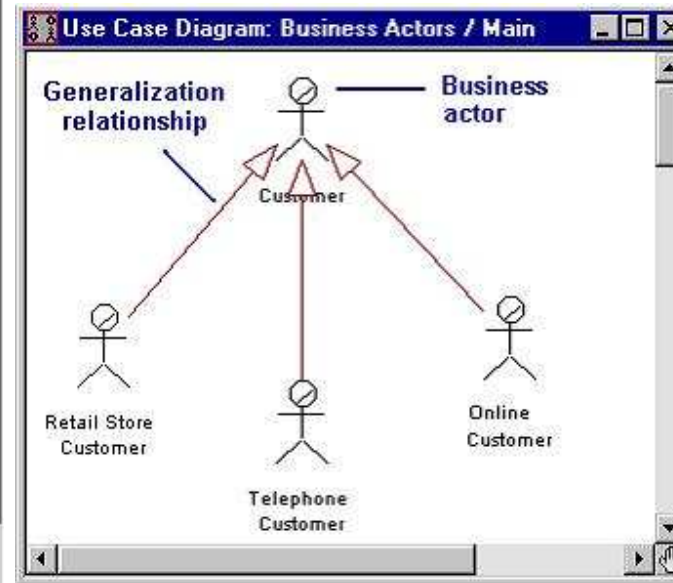 Use Case Diagram: Business Actors / Main
Generalization
relationship
Business
actor
Customer
Retail Store
Customer
Telephone
Customer
Online
Customer